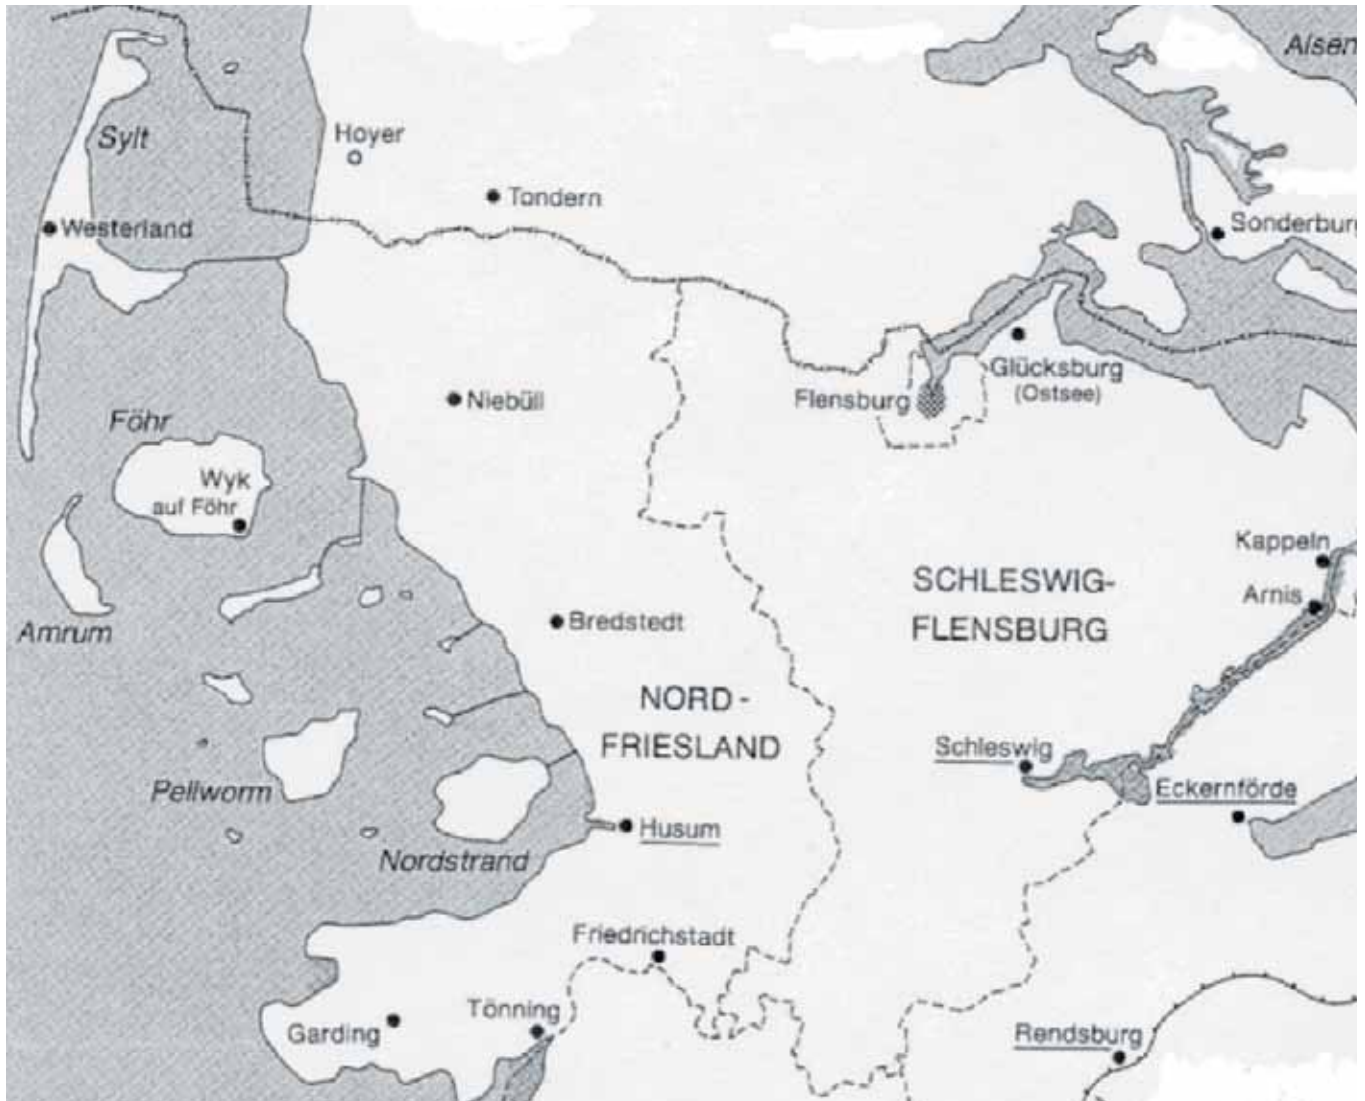 Alsen
Sylt
Hoyer
Tondern
Westerland
Sonderburg
Glücksburg
(Ostsee)
Flensburg
Niebüll
Föhr
Wyk
auf Föhr
Kappeln
Arnis
SCHLESWIG-
FLENSBURG
Amrum
Bredstedt
NORD-
FRIESLAND
Schleswig
Eckernförde
Pellworm
Husum
Nordstrand
Friedrichstadt
Tönning
Garding
Rendsburg